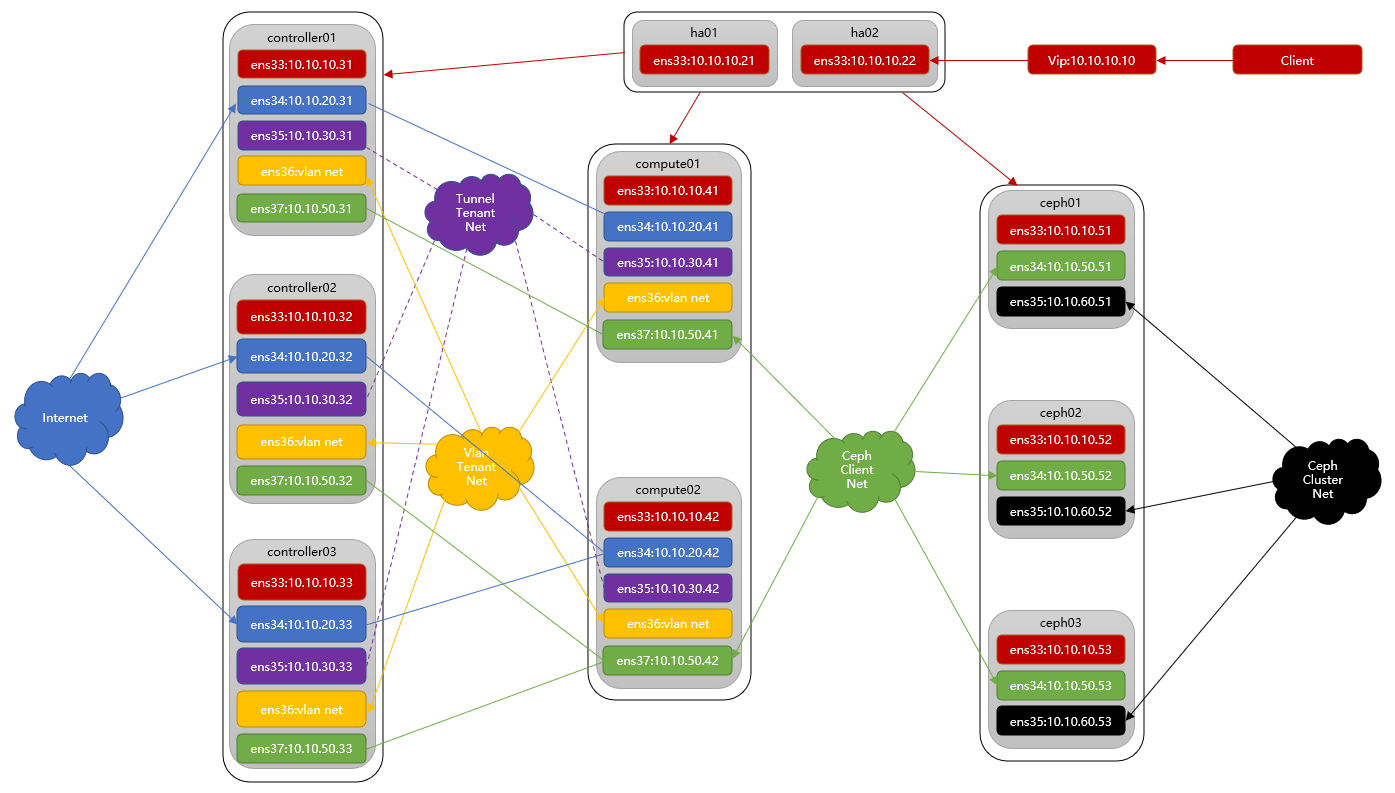 controller01
ens33:10.10.10.31
ens34:10.10.20.31
ens35:10.10.30.31
ens36:vlan net
ens37:10.10.50.31
controller02
ens33:10.10.10.32
ens34:10.10.20.32
ens35:10.10.30.32
ens36:vlan net
ens37:10.10.50.32
controller03
ens33:10.10.10.33
ens34:10.10.20.33
ens35:10.10.30.33
ens36:vlan net
ens37:10.10.50.33
Internet
Tunnel
Tenant
Net
Vlan
Tenant
Net
ha01
ens33:10.10.10.21
ha02
ens33:10.10.10.22
Vip:10.10.10.10
Client
compute01
ens33:10.10.10.41
ens34:10.10.20.41
ens35:10.10.30.41
ens36:vlan net
ens37:10.10.50.41
compute02
ens33:10.10.10.42
ens34:10.10.20.42
ens35:10.10.30.42
ens36:vlan net
ens37:10.10.50.42
Ceph
Client
Net
ceph01
ens33:10.10.10.51
ens34:10.10.50.51
ens35:10.10.60.51
ceph02
ens33:10.10.10.52
ens34:10.10.50.52
ens35:10.10.60.52
ceph03
ens33:10.10.10.53
ens34:10.10.50.53
ens35:10.10.60.53
Ceph
Cluster
Net